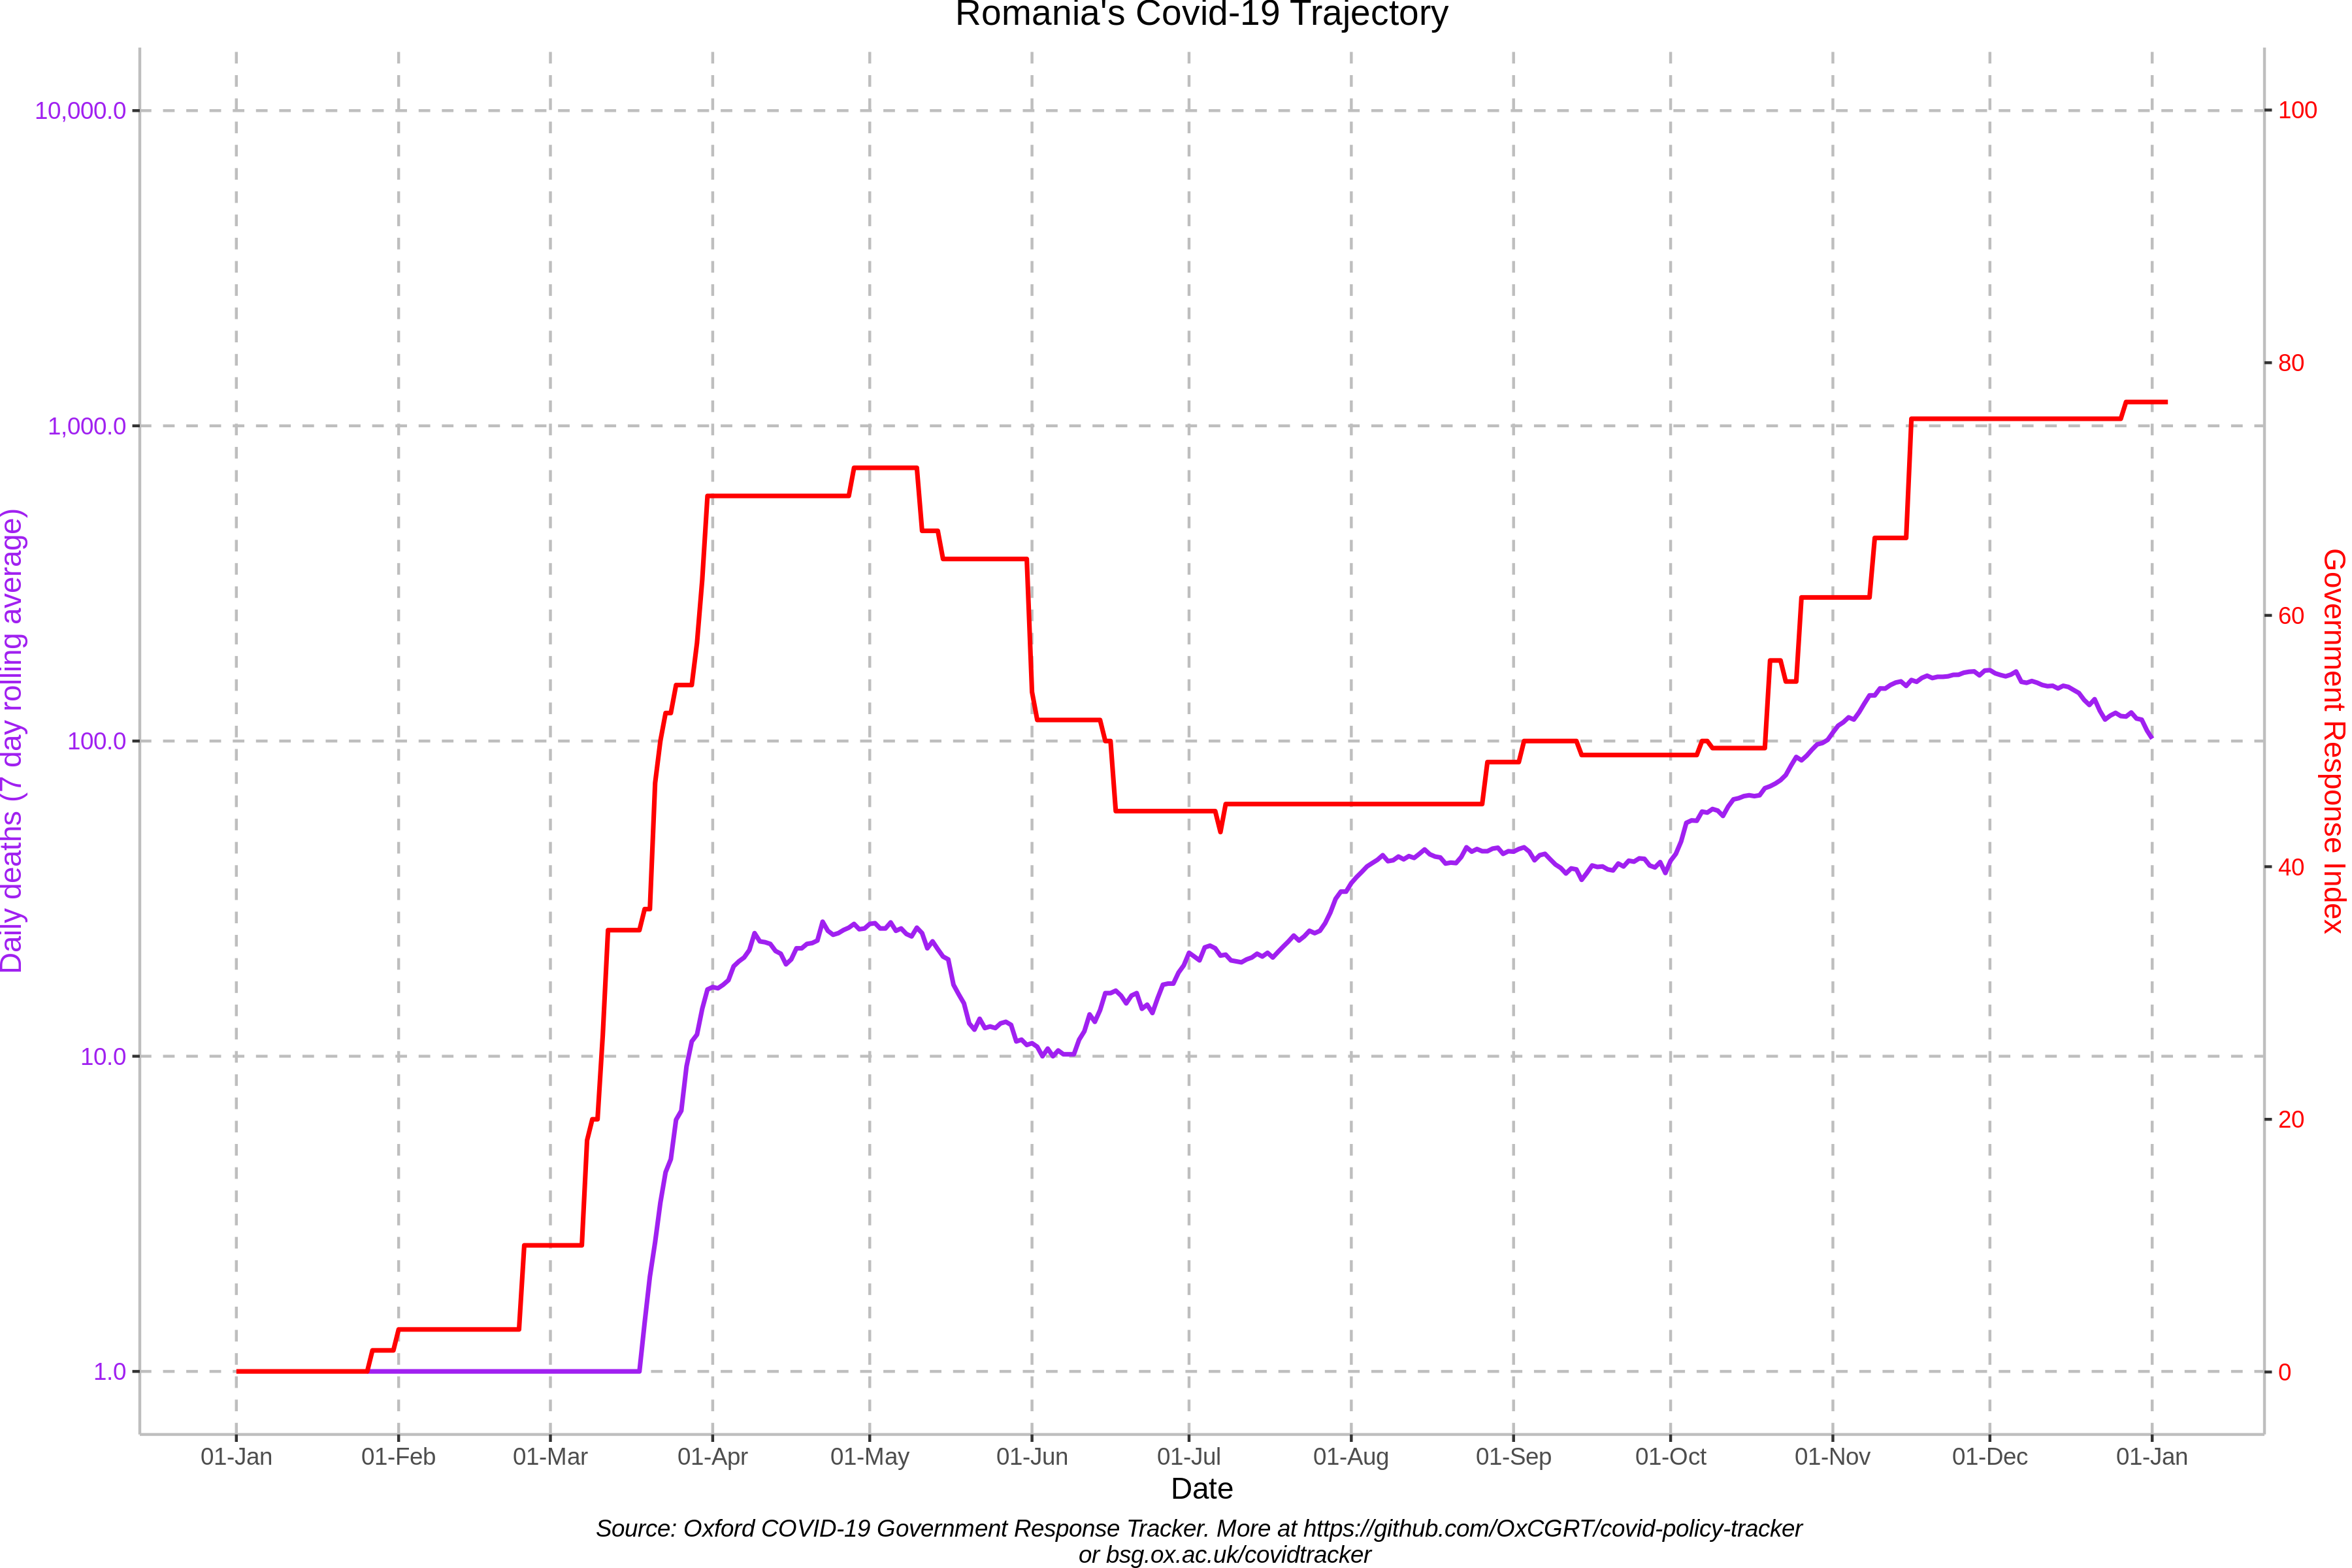 Romania's Covid-19 Trajectory
10,000.0
1,000.0
100.0
10.0
1.0
Daily deaths (7 day rolling average)
100
80
60
40
20
0
Government Response Index
01-Jan 01-Feb 01-Mar 01-Apr 01-May 01-Jun 01-Jul 01-Aug 01-Sep 01-Oct 01-Nov 01-Dec 01-Jan
Date
Source: Oxford COVID-19 Government Response Tracker. More at https://github.com/OxCGRT/covid-policy-tracker
or bsg.ox.ac.uk/covidtracker